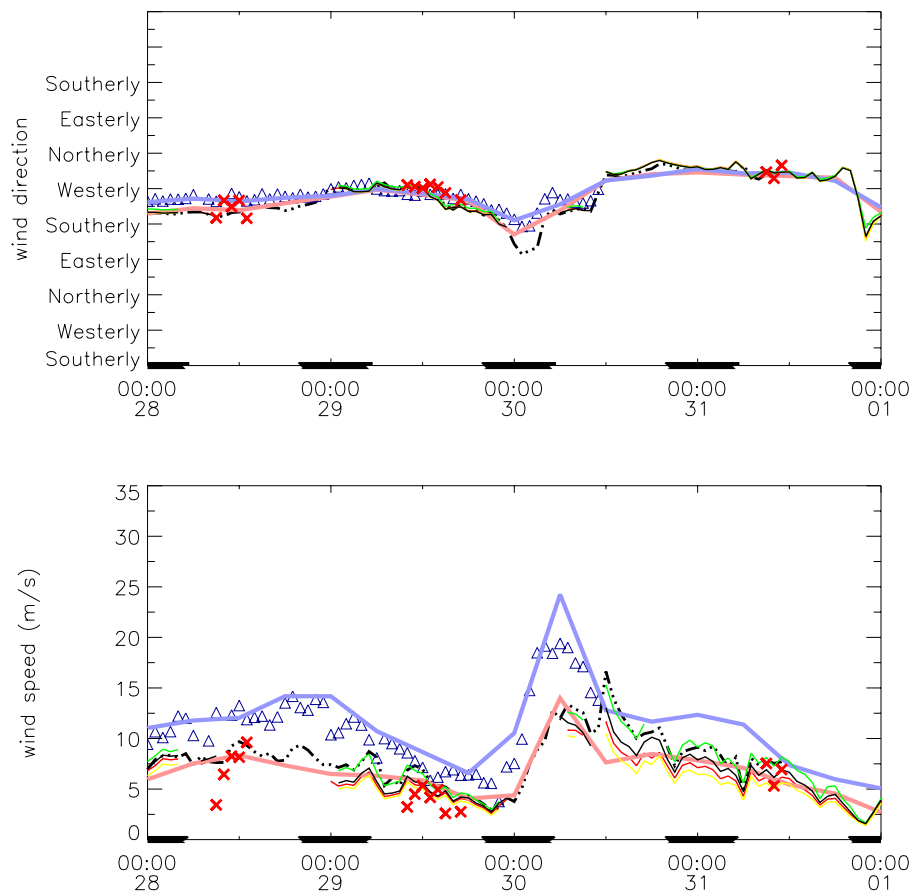 wind direction
Southerly
Easterly
Northerly
Westerly
Southerly
Easterly
Northerly
Westerly
Southerly
00:00 00:00 00:00 00:00 00:00
28 29 30 31 01
wind speed (m/s)
35
30
25
20
15
10
5
0
00:00 00:00 00:00 00:00 00:00
28 29 30 31 01